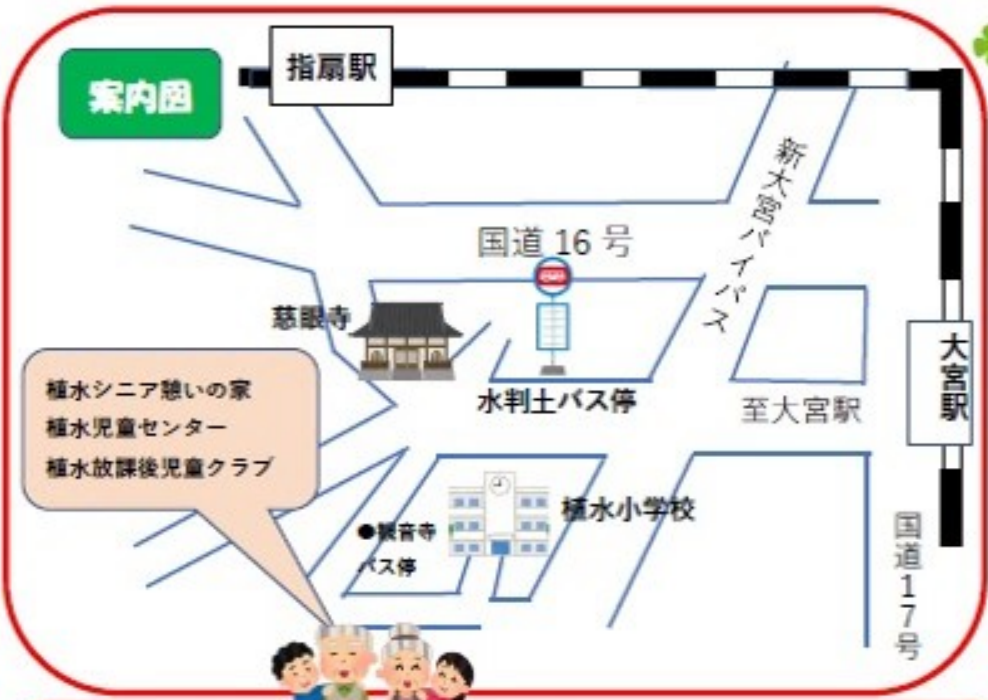 案内図
指扇駅
新大宮バイパス
国道 16 号
慈眼寺
水判土バス停
至大宮駅
大宮駅
植水シニア憩いの家
植水児童センター
植水放課後児童クラブ
●観音寺
バス停
植水小学校
国道17号